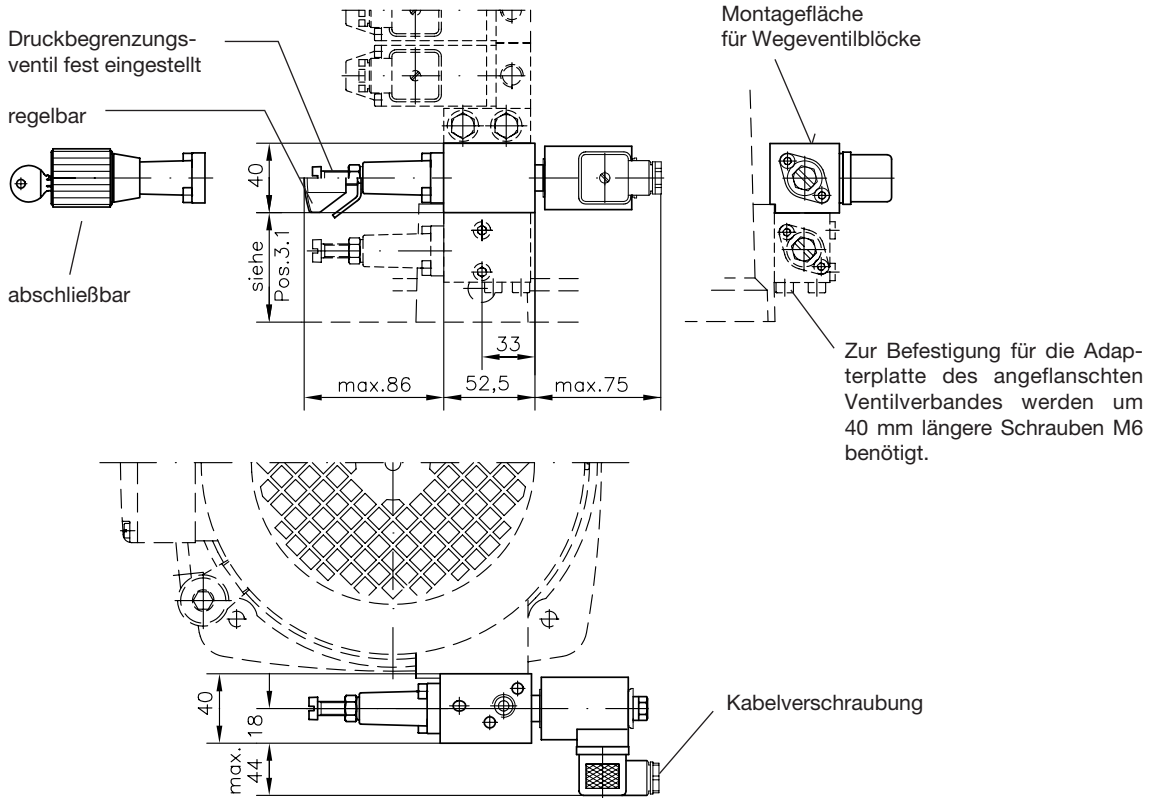 Druckbegrenzungs-
ventil fest eingestellt
regelbar
abschließbar
Montagefläche
für Wegeventilblöcke
40
siehe
Pos.3.1
33
max.86
52,5
max.75
Zur Befestigung für die Adap-
terplatte des angeflanschten
Ventilverbandes werden um
40 mm längere Schrauben M6
benötigt.
40
18
max.
44
Kabelverschraubung